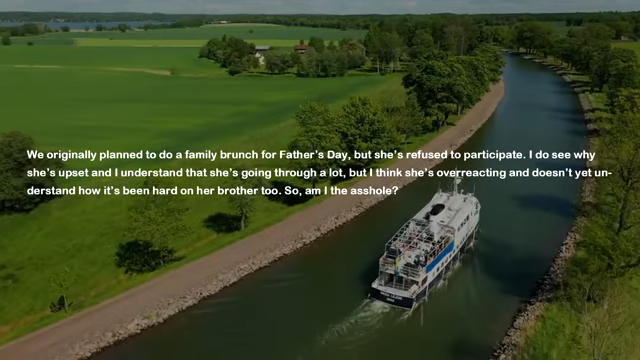 We originally planned to do a family brunch for Father's Day, but she's refused to participate. I do see why
she's upset and I understand that she's going through a lot, but I think she's overreacting and doesn't yet un-
derstand how it's been hard on her brother too. So, am I the asshole?